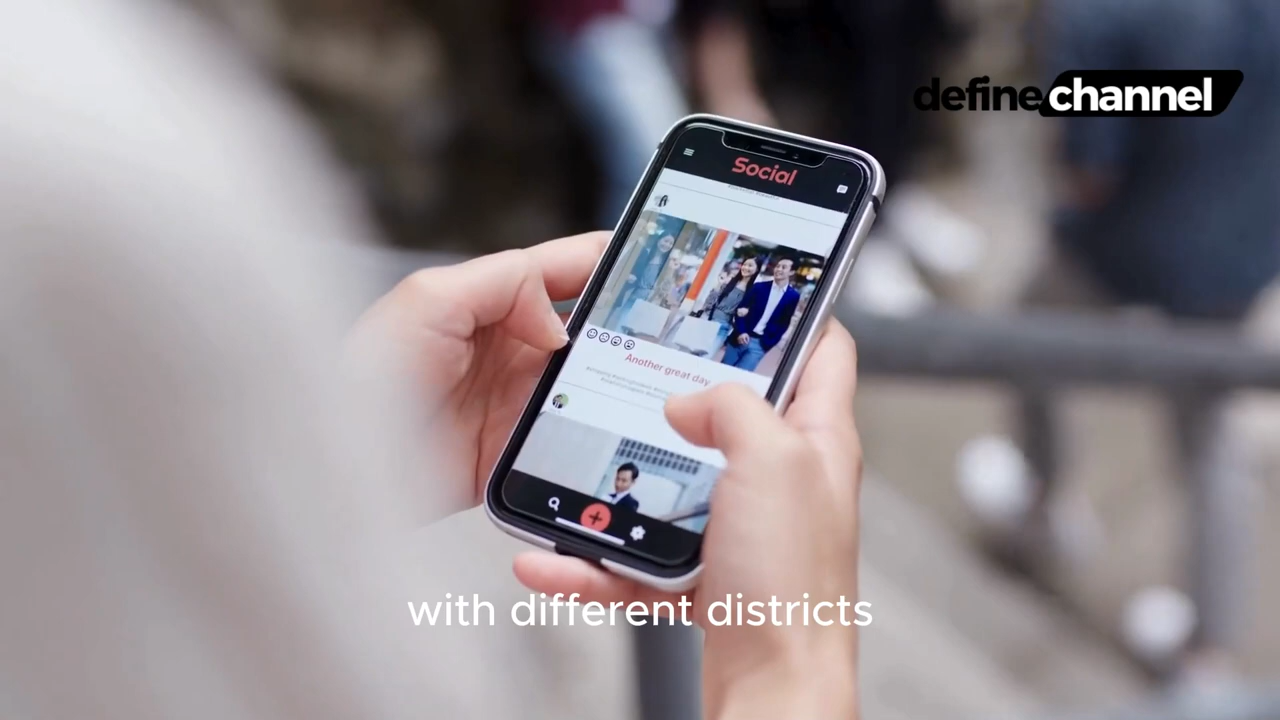 definechannel
Social
Another great day
with different districts